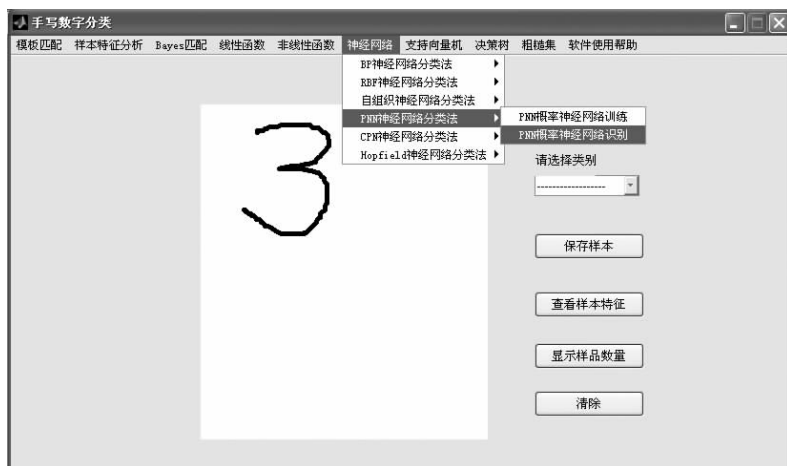 手写数字分类
模板匹配 样本特征分析 Bayes匹配 线性函数 非线性函数 神经网络 支持向量机 决策树 粗糙集 软件使用帮助
BP神经网络分类法
RBF神经网络分类法
自组织神经网络分类法
PNN神经网络分类法
CPN神经网络分类法
Hopfield神经网络分类法
PNN概率神经网络训练
PNN概率神经网络识别
3
请选择类别
------------------
保存样本
查看样本特征
显示样品数量
清除